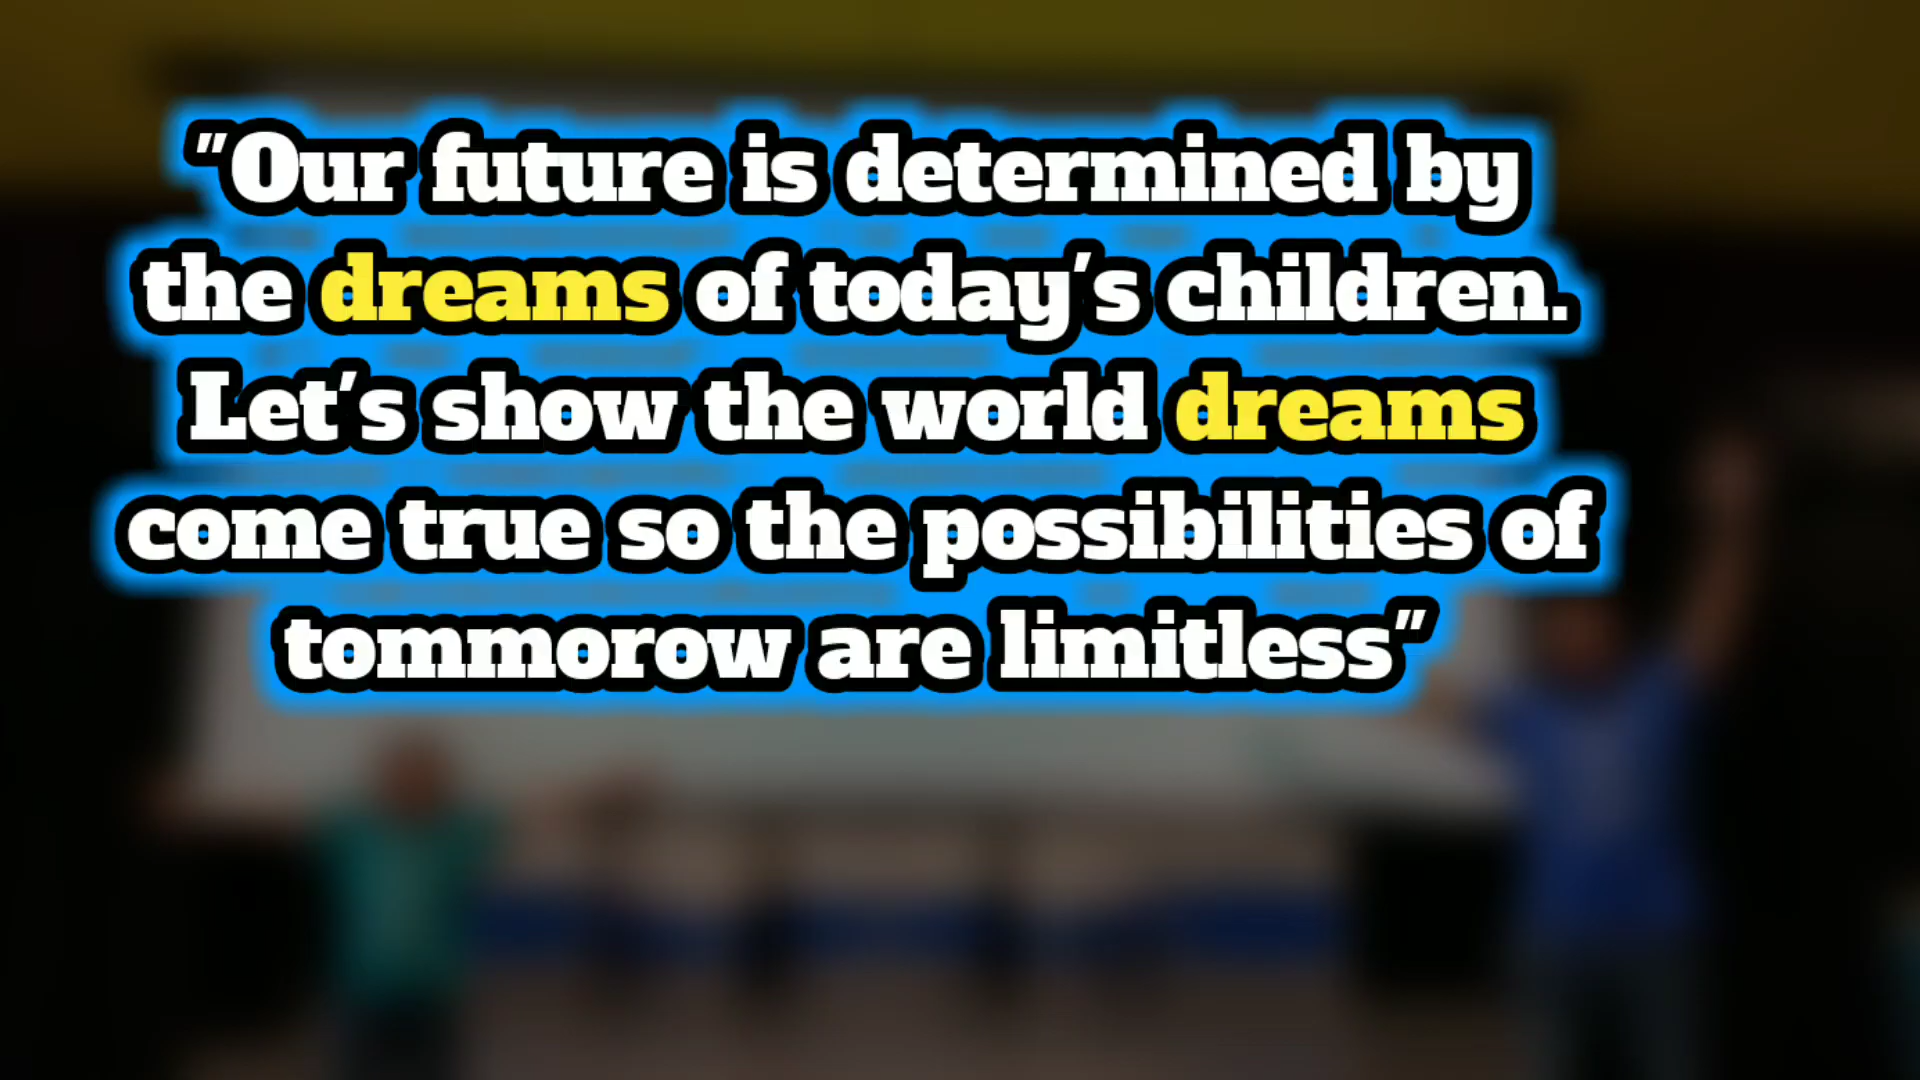 "Our future is determined by
the dreams of today's children.
Let's show the world dreams
come true so the possibilities of
tommorow are limitless"